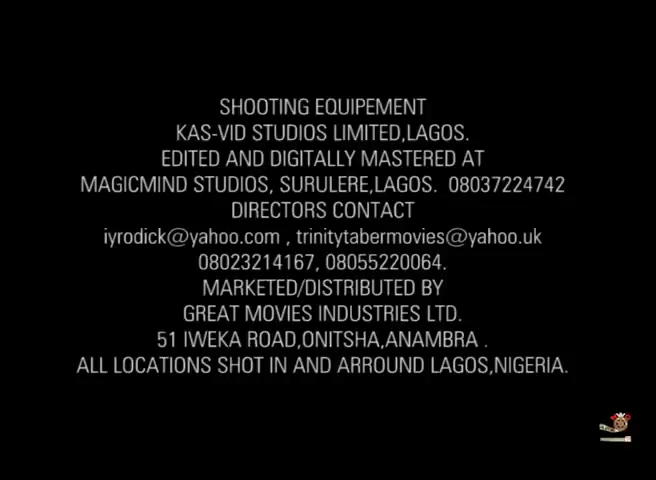 SHOOTING EQUIPEMENT
KAS-VID STUDIOS LIMITED,LAGOS.
EDITED AND DIGITALLY MASTERED AT
MAGICMIND STUDIOS, SURULERE,LAGOS. 08037224742
DIRECTORS CONTACT
iyrodick@yahoo.com , trinitytabermovies@yahoo.uk
08023214167, 08055220064.
MARKETED/DISTRIBUTED BY
GREAT MOVIES INDUSTRIES LTD.
51 IWEKA ROAD,ONITSHA,ANAMBRA .
ALL LOCATIONS SHOT IN AND ARROUND LAGOS,NIGERIA.